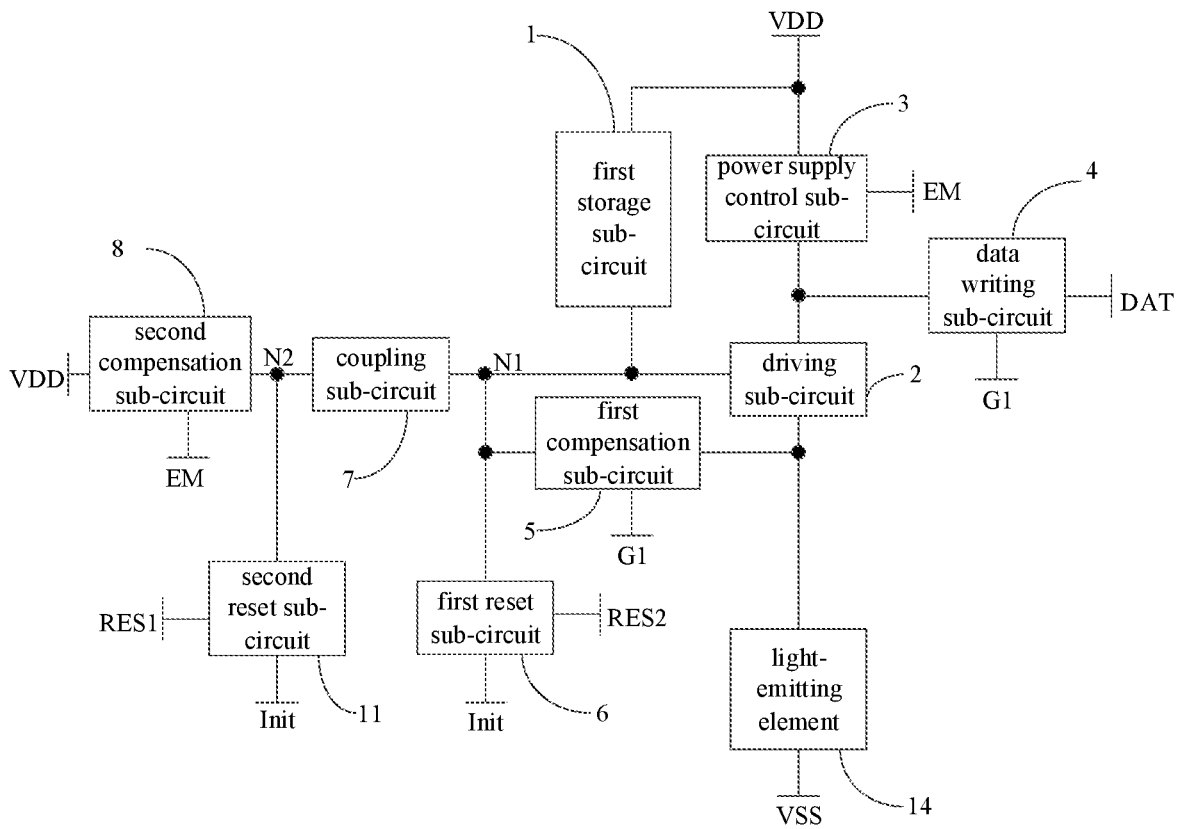 VDD
1
3
first
storage
sub-
circuit
power supply
control sub-
circuit
EM
4
data
writing
sub-circuit
DAT
G1
8
second
compensation
sub-circuit
VDD
N2
EM
coupling
sub-circuit
7
N1
driving
sub-circuit
2
first
compensation
sub-circuit
5
G1
second
reset sub-
circuit
RES1
Init
11
first reset
sub-circuit
RES2
Init
6
light-
emitting
element
14
VSS